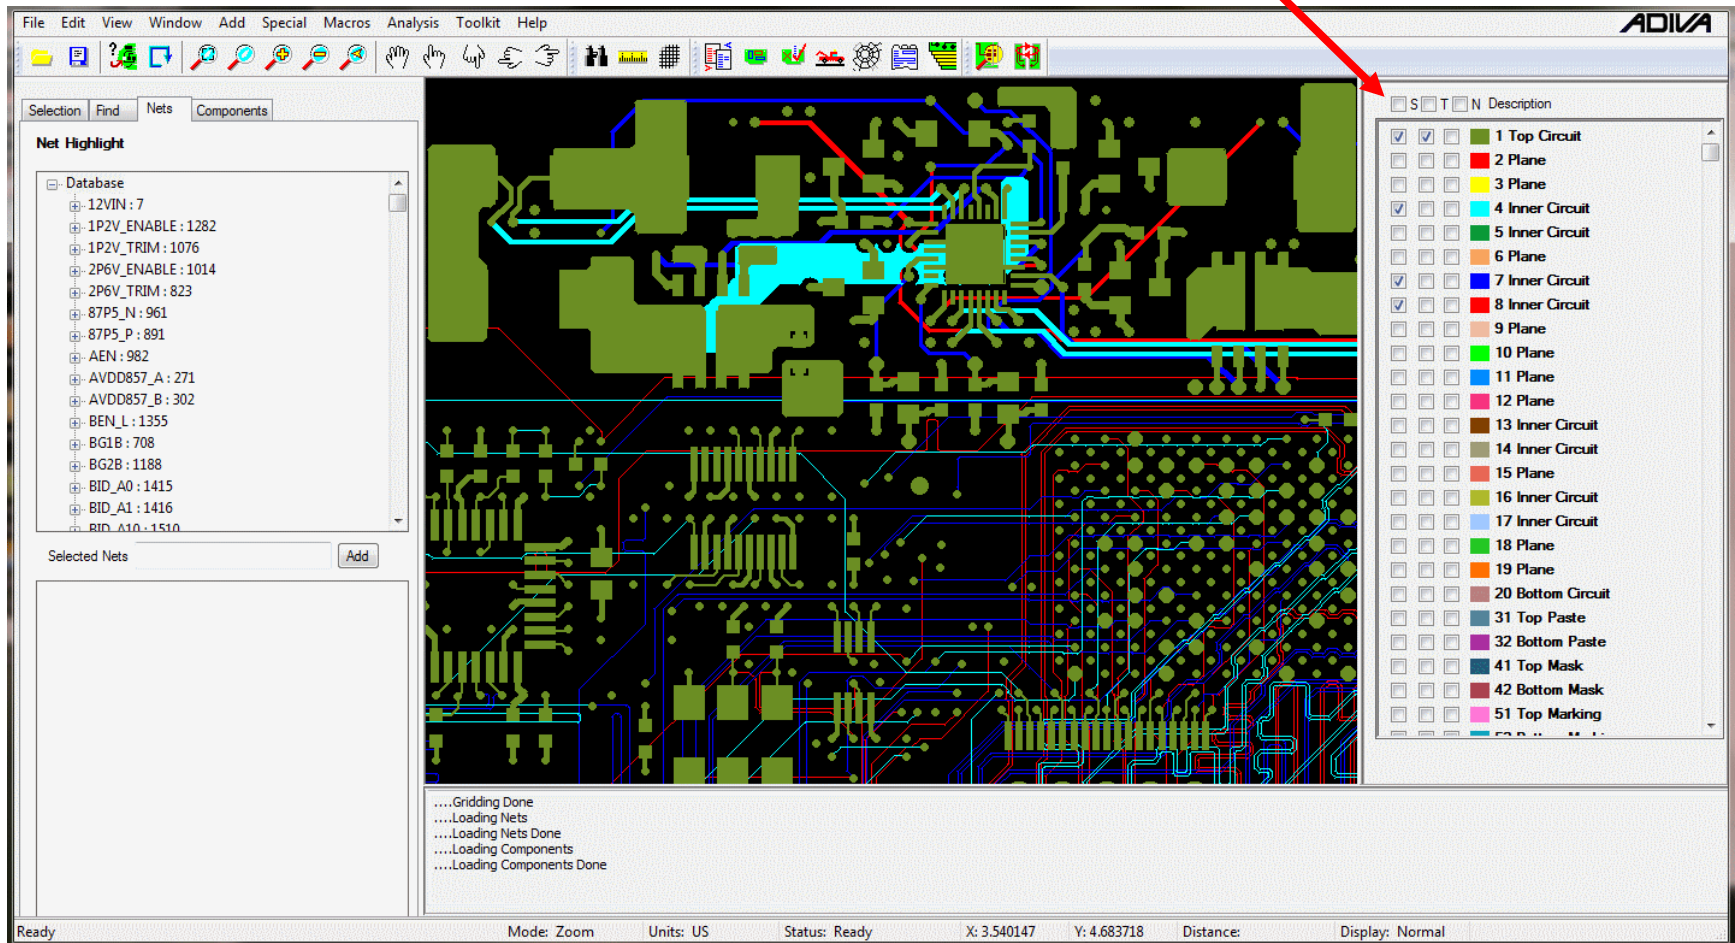 File Edit View Window Add Special Macros Analysis Toolkit Help
ADIVA
Selection Find Nets Components
Net Highlight
Database
12VIN : 7
1P2V_ENABLE : 1282
1P2V_TRIM : 1076
2P6V_ENABLE : 1014
2P6V_TRIM : 823
87P5_N : 961
87P5_P : 891
AEN : 982
AVDD857_A : 271
AVDD857_B : 302
BEN_L : 1355
BG1B : 708
BG2B : 1188
BID_A0 : 1415
BID_A1 : 1416
BID_A10 : 1510
Selected Nets Add
S T N Description
1 Top Circuit
2 Plane
3 Plane
4 Inner Circuit
5 Inner Circuit
6 Plane
7 Inner Circuit
8 Inner Circuit
9 Plane
10 Plane
11 Plane
12 Plane
13 Inner Circuit
14 Inner Circuit
15 Plane
16 Inner Circuit
17 Inner Circuit
18 Plane
19 Plane
20 Bottom Circuit
31 Top Paste
32 Bottom Paste
41 Top Mask
42 Bottom Mask
51 Top Marking
....Gridding Done
....Loading Nets
....Loading Nets Done
....Loading Components
....Loading Components Done
Ready Mode: Zoom Units: US Status: Ready X: 3.540147 Y: 4.683718 Distance: Display: Normal